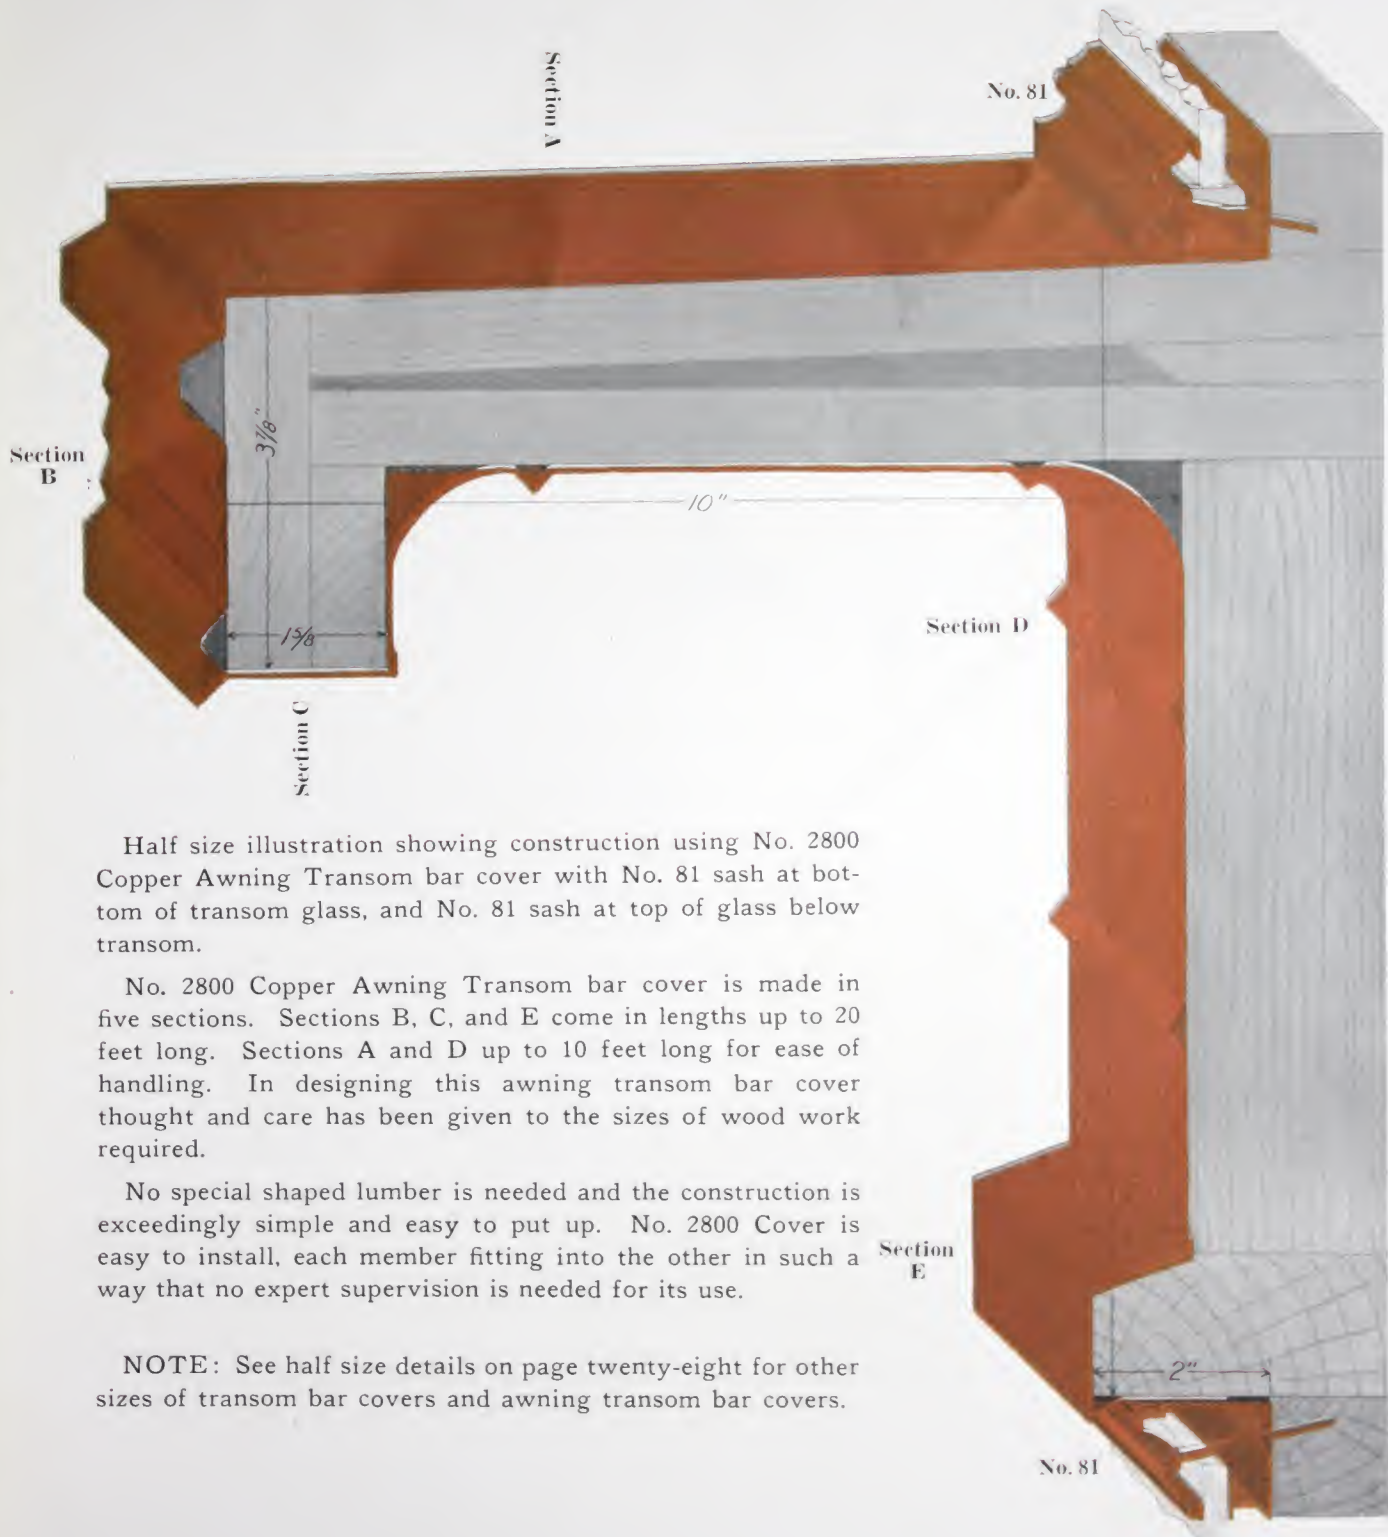 Section A
No. 81
Section
B
3⅞"
10"
1⅝
Section D
Section C
Half size illustration showing construction using No. 2800
Copper Awning Transom bar cover with No. 81 sash at bot-
tom of transom glass, and No. 81 sash at top of glass below
transom.
No. 2800 Copper Awning Transom bar cover is made in
five sections. Sections B, C, and E come in lengths up to 20
feet long. Sections A and D up to 10 feet long for ease of
handling. In designing this awning transom bar cover
thought and care has been given to the sizes of wood work
required.
No special shaped lumber is needed and the construction is
exceedingly simple and easy to put up. No. 2800 Cover is
easy to install, each member fitting into the other in such a
way that no expert supervision is needed for its use.
Section
E
NOTE: See half size details on page twenty-eight for other
sizes of transom bar covers and awning transom bar covers.
2"
No. 81